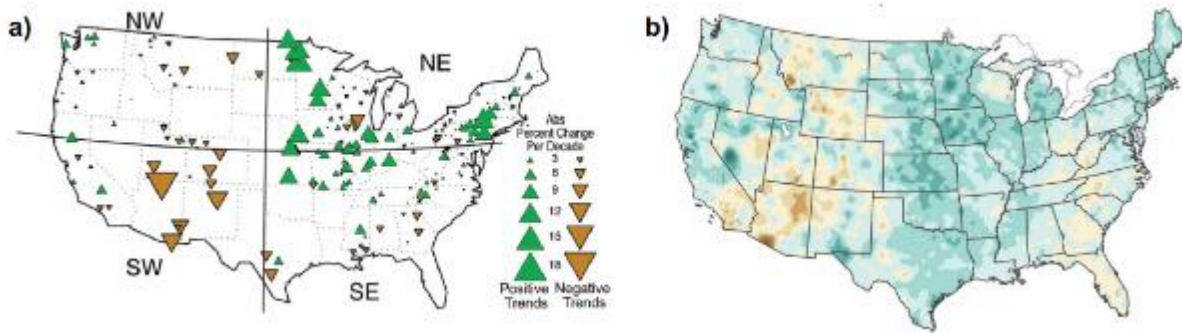 a)
NW
NE
SW
SE
Abs
Percent Change
Per Decade
3
6
9
12
15
18
Positive Negative
Trends Trends
b)